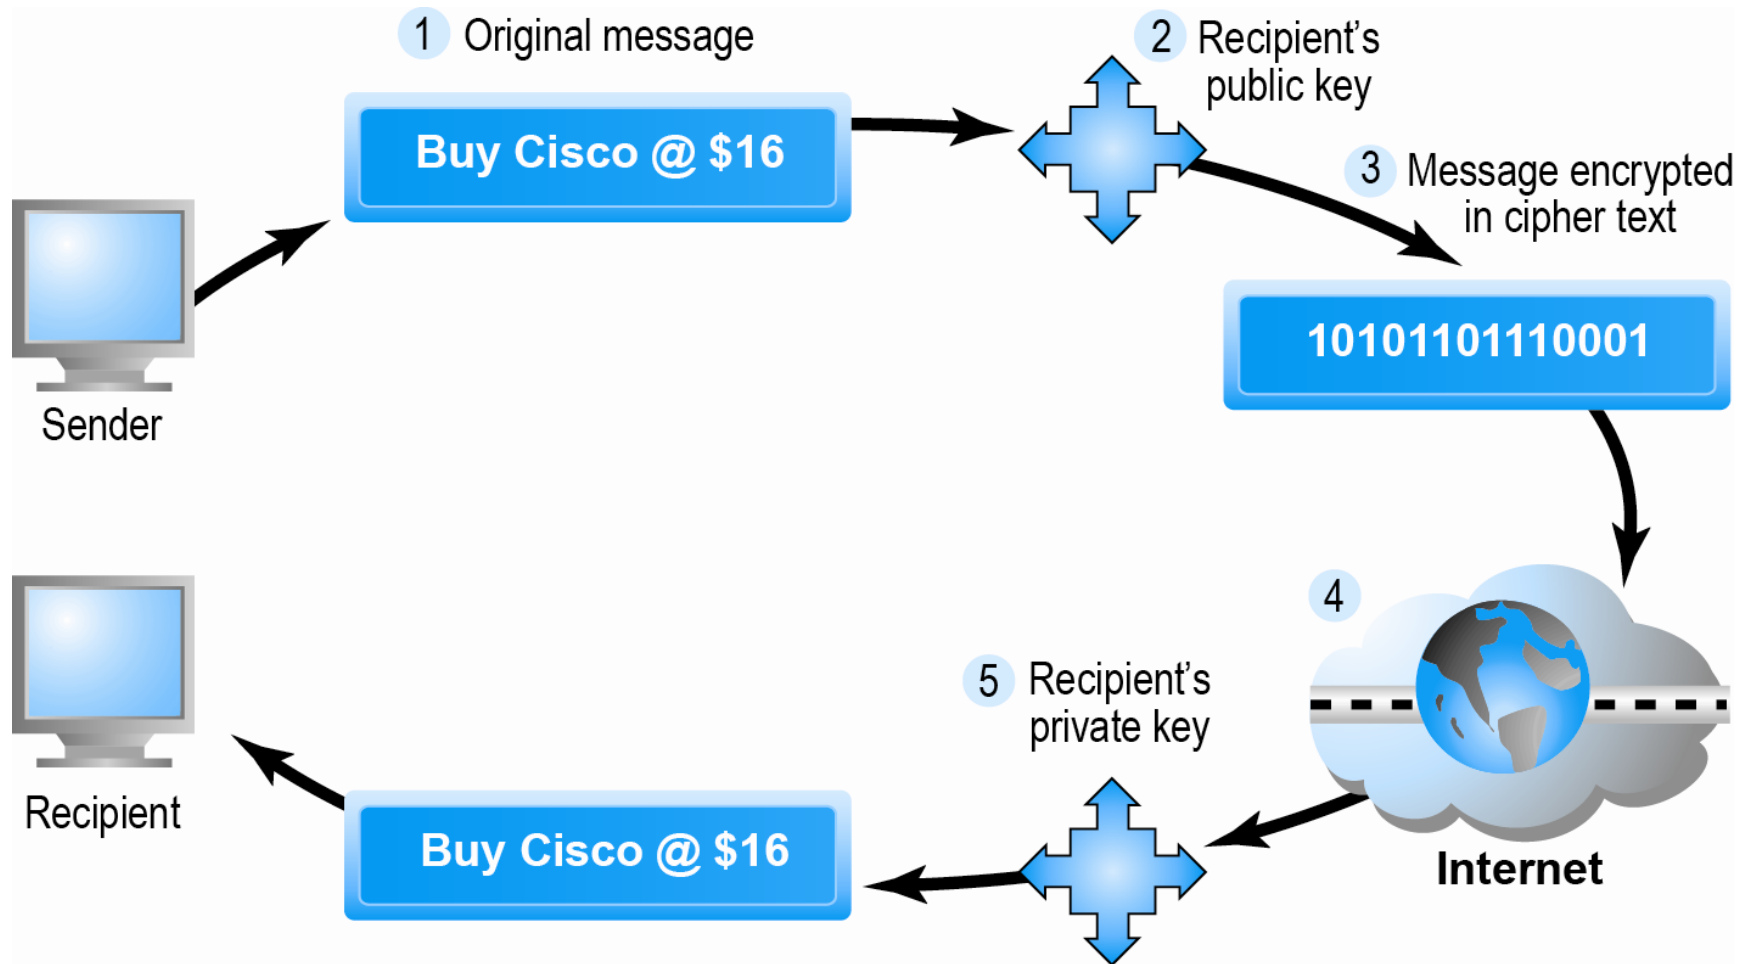 1 Original message
Buy Cisco @ $16
2 Recipient's
public key
3 Message encrypted
in cipher text
10101101110001
Sender
4
Internet
5 Recipient's
private key
Buy Cisco @ $16
Recipient